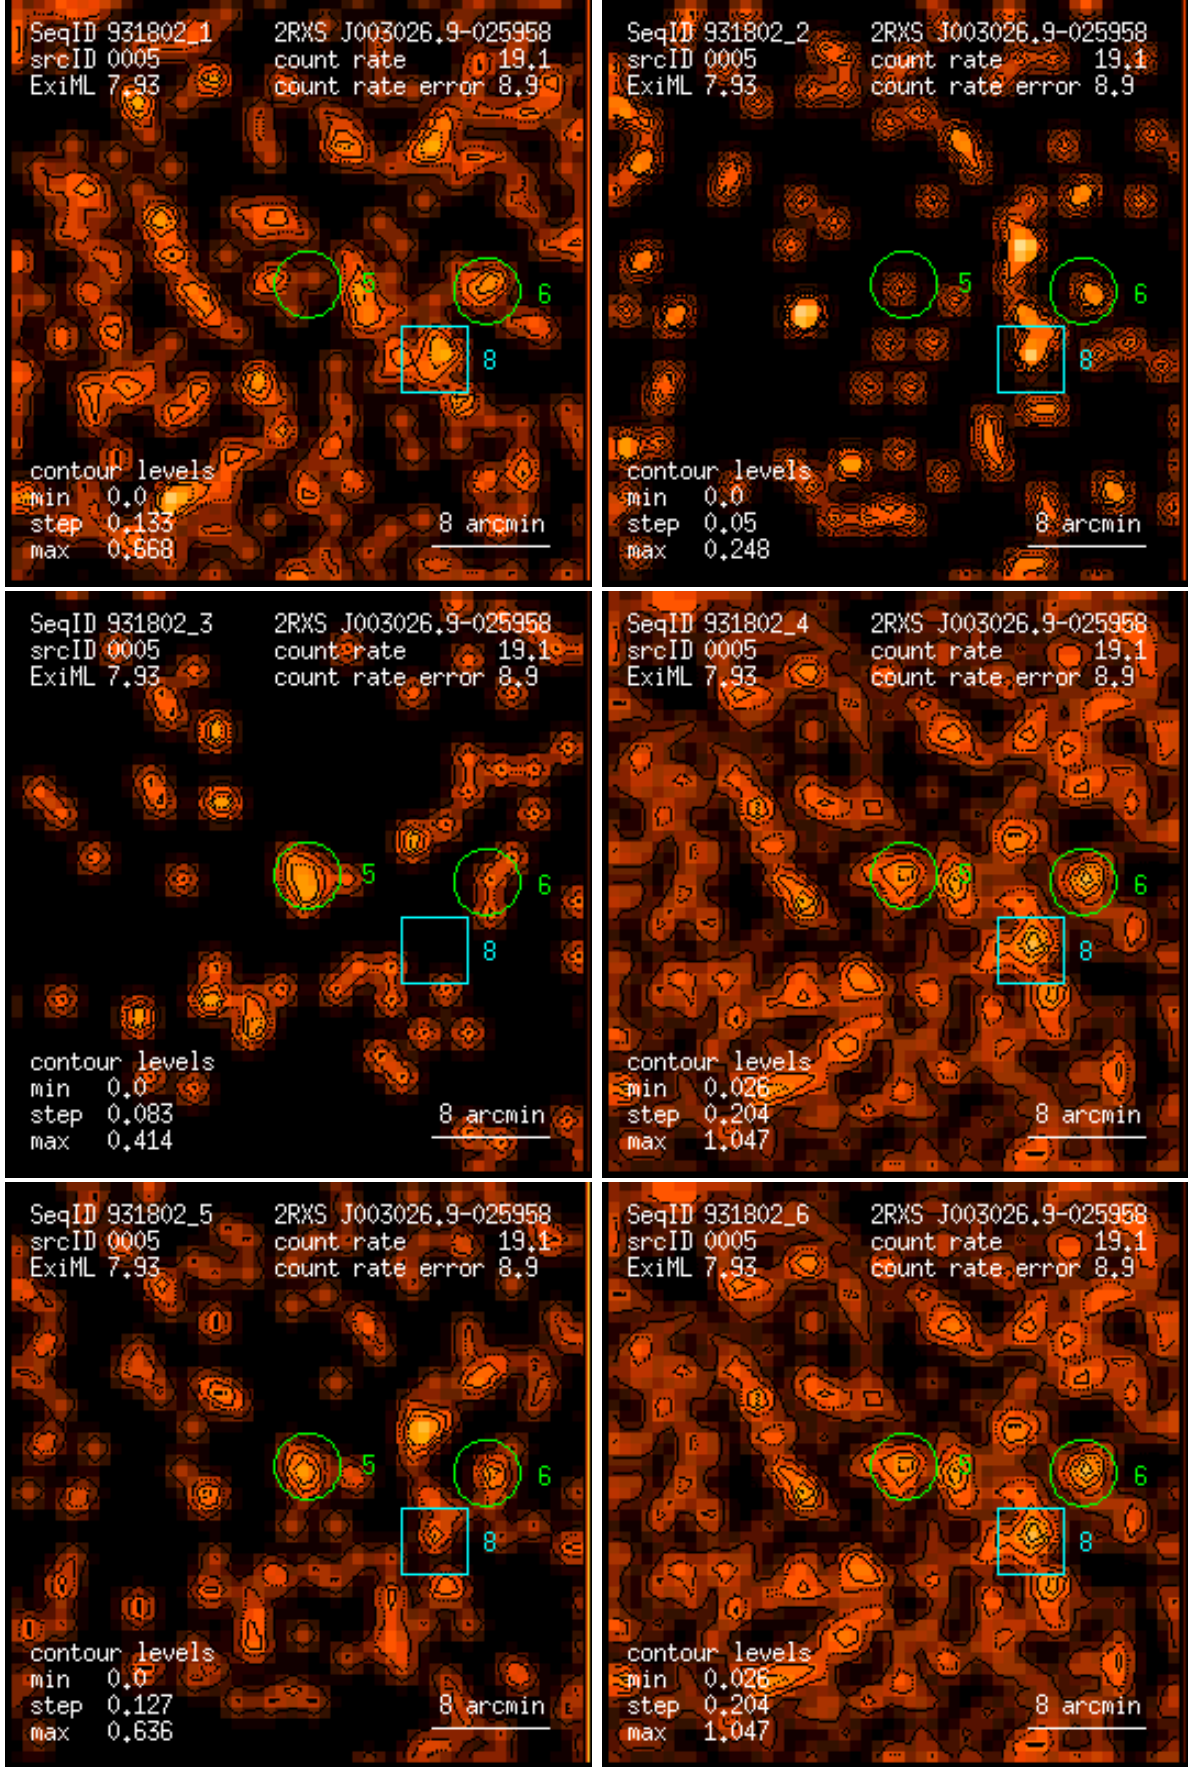 SeqID 931802_1 2RXS J003026.9-025958
srcID 0005 count rate 19.1
ExiML 7.93 count rate error 8.9
5
6
8
contour levels
min 0.0
step 0.133 8 arcmin
max 0.668
SeqID 931802_2 2RXS J003026.9-025958
srcID 0005 count rate 19.1
ExiML 7.93 count rate error 8.9
5
6
8
contour levels
min 0.0
step 0.05 8 arcmin
max 0.248
SeqID 931802_3 2RXS J003026.9-025958
srcID 0005 count rate 19.1
ExiML 7.93 count rate error 8.9
5
6
8
contour levels
min 0.0
step 0.083 8 arcmin
max 0.414
SeqID 931802_4 2RXS J003026.9-025958
srcID 0005 count rate 19.1
ExiML 7.93 count rate error 8.9
5
6
8
contour levels
min 0.026
step 0.204 8 arcmin
max 1.047
SeqID 931802_5 2RXS J003026.9-025958
srcID 0005 count rate 19.1
ExiML 7.93 count rate error 8.9
5
6
8
contour levels
min 0.0
step 0.127 8 arcmin
max 0.636
SeqID 931802_6 2RXS J003026.9-025958
srcID 0005 count rate 19.1
ExiML 7.93 count rate error 8.9
5
6
8
contour levels
min 0.026
step 0.204 8 arcmin
max 1.047